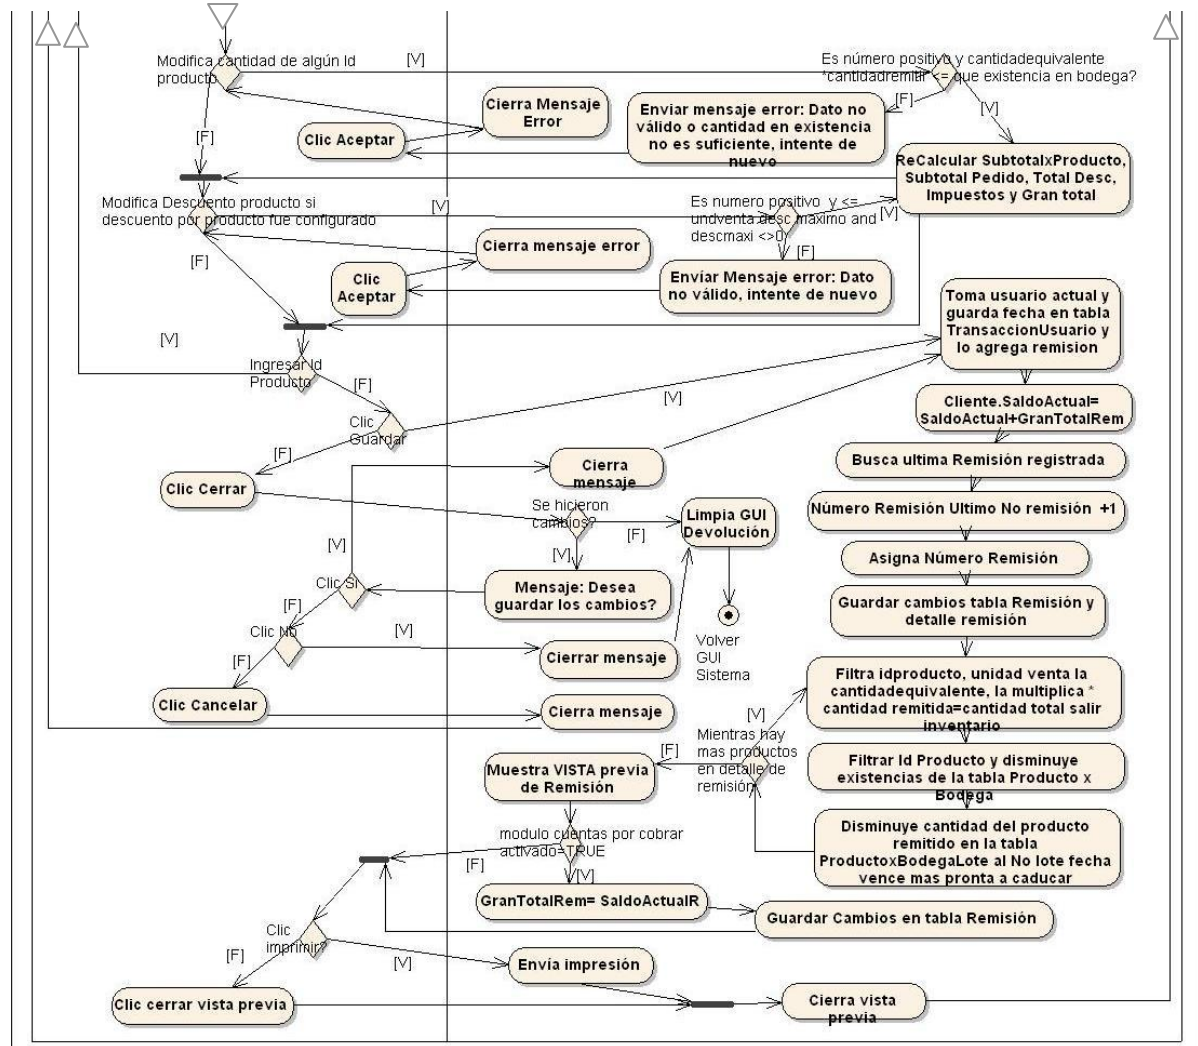 Modifica cantidad de algún Id
producto
[V]
Es número positivo y cantidadequivalente
*cantidadremitir <= que existencia en bodega?
[F]
[V]
[F]
Cierra Mensaje
Error
Clic Aceptar
Enviar mensaje error: Dato no
válido o cantidad en existencia
no es suficiente, intente de
nuevo
ReCalcular SubtotalxProducto,
Subtotal Pedido, Total Desc,
Impuestos y Gran total
Modifica Descuento producto si
descuento por producto fue configurado
[V]
Es numero positivo y <=
undventa.desc maximo and
descmaxi <>0
[V]
[F]
[F]
Cierra mensaje error
Clic
Aceptar
Envíar Mensaje error: Dato
no válido, intente de nuevo
Toma usuario actual y
guarda fecha en tabla
TransaccionUsuario y
lo agrega remision
[V]
Ingresar Id
Producto
[F]
[V]
Clic
Guardar
[F]
Cliente.SaldoActual=
SaldoActual+GranTotalRem
Cierra
mensaje
Busca ultima Remisión registrada
Clic Cerrar
Se hicieron
cambios?
[F]
[V]
Limpia GUI
Devolución
Número Remisión Ultimo No remisión +1
[V]
Asigna Número Remisión
Clic Si
[F]
Mensaje: Desea
guardar los cambios?
Guardar cambios tabla Remisión y
detalle remisión
Clic No
[V]
[F]
Cierrar mensaje
Volver
GUI
Sistema
Filtra idproducto, unidad venta la
cantidadequivalente, la multiplica *
cantidad remitida=cantidad total salir
inventario
Clic Cancelar
Cierra mensaje
[V]
Mientras hay
mas productos
en detalle de
remisión
[F]
Muestra VISTA previa
de Remisión
Filtrar Id Producto y disminuye
existencias de la tabla Producto x
Bodega
modulo cuentas por cobrar
activado=TRUE
[F]
[V]
Disminuye cantidad del producto
remitido en la tabla
ProductoxBodegaLote al No lote fecha
vence mas pronta a caducar
GranTotalRem= SaldoActualR
Guardar Cambios en tabla Remisión
Clic
imprimir?
[F]
[V]
Envía impresión
Clic cerrar vista previa
Cierra vista
previa